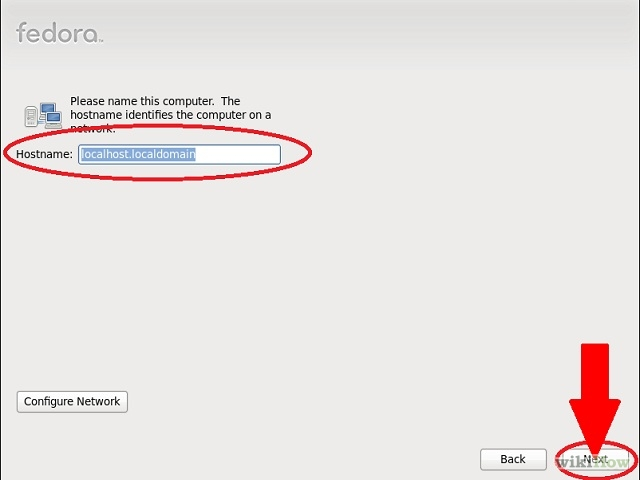 fedora
Please name this computer. The
hostname identifies the computer on a
network.
Hostname: localhost.localdomain
Configure Network
Back
Next
wikiHow